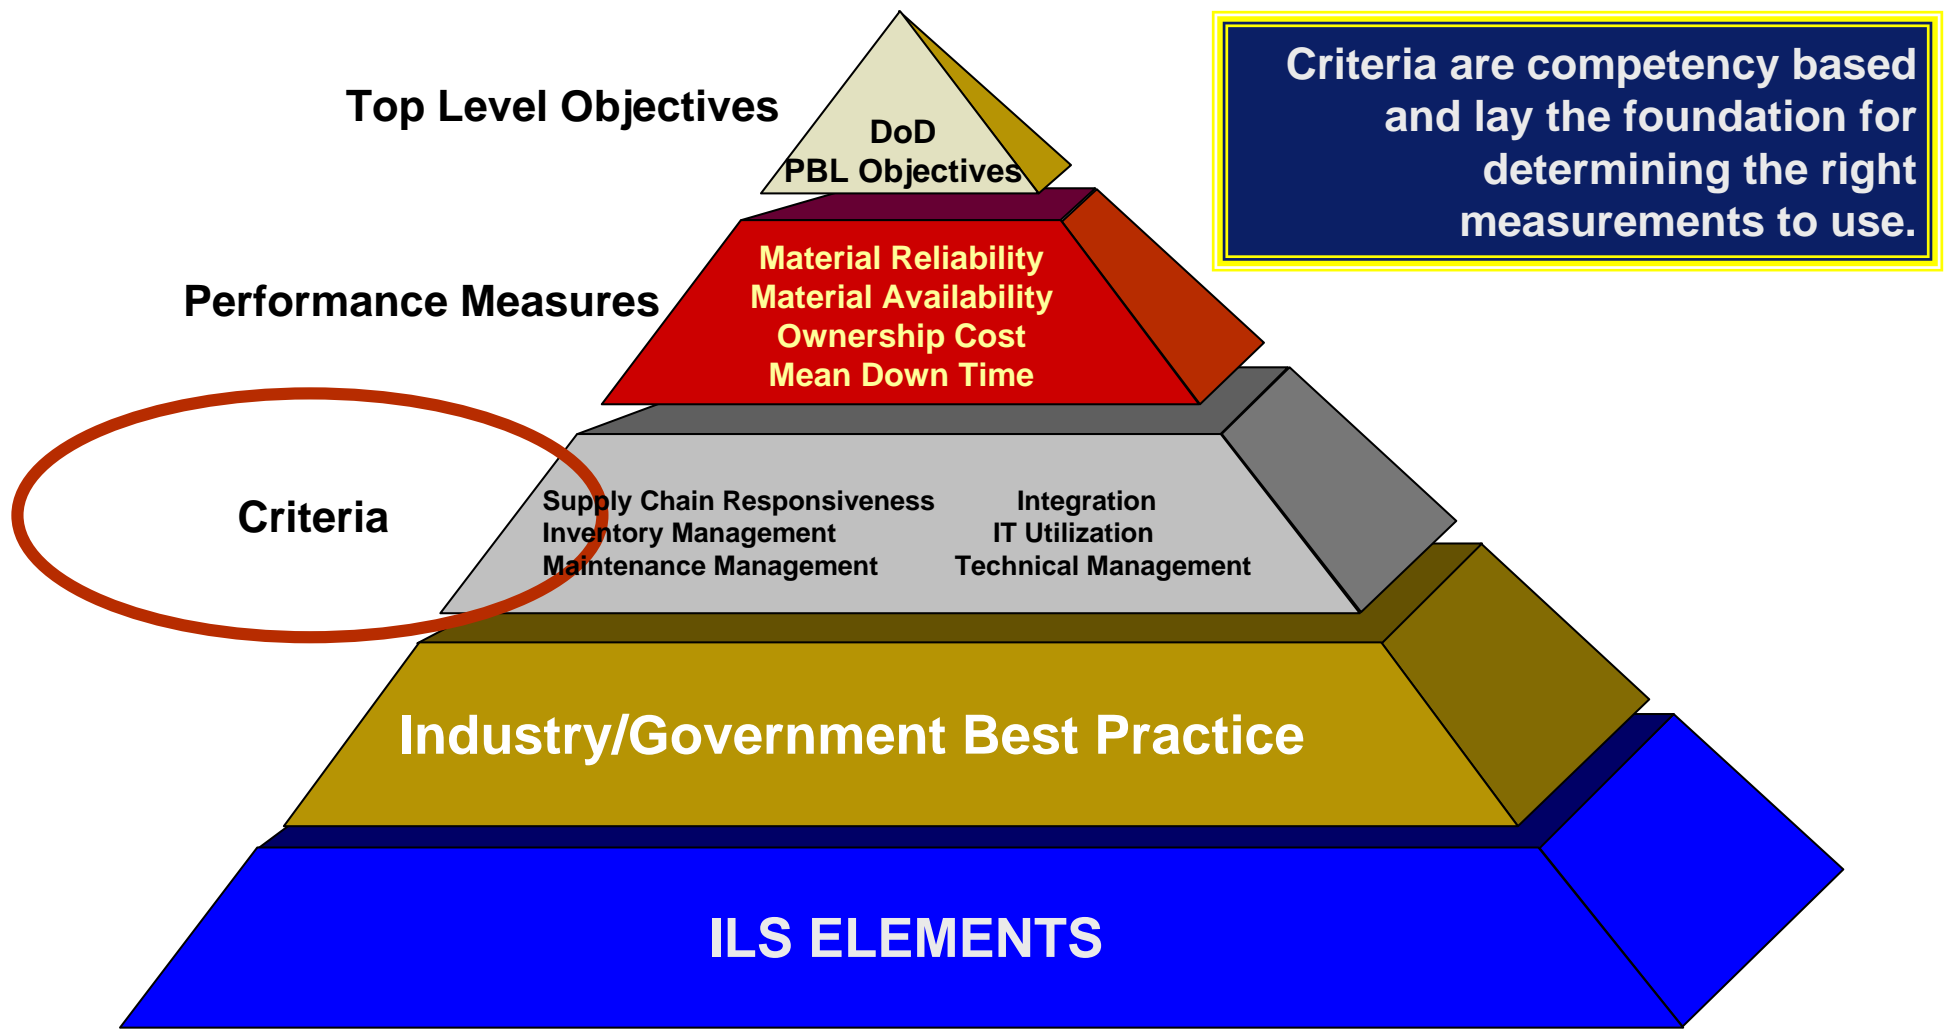 Criteria are competency based
and lay the foundation for
determining the right
measurements to use.
Top Level Objectives
DoD
PBL Objectives
Performance Measures
Material Reliability
Material Availability
Ownership Cost
Mean Down Time
Criteria
Supply Chain Responsiveness Integration
Inventory Management IT Utilization
Maintenance Management Technical Management
Industry/Government Best Practice
ILS ELEMENTS